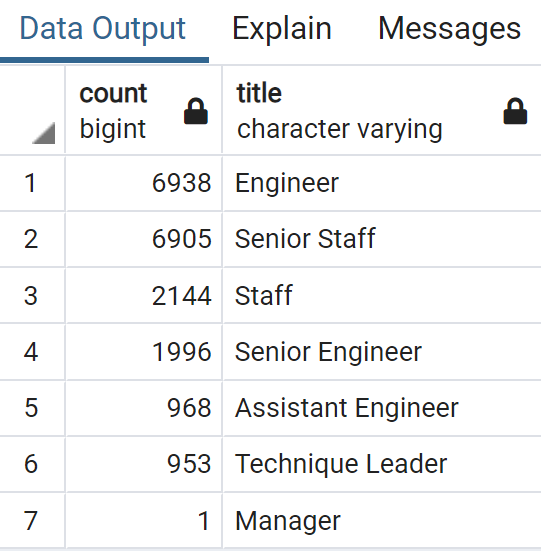 Data Output Explain Messages
count title
bigint character varying
1 6938 Engineer
2 6905 Senior Staff
3 2144 Staff
4 1996 Senior Engineer
5 968 Assistant Engineer
6 953 Technique Leader
7 1 Manager